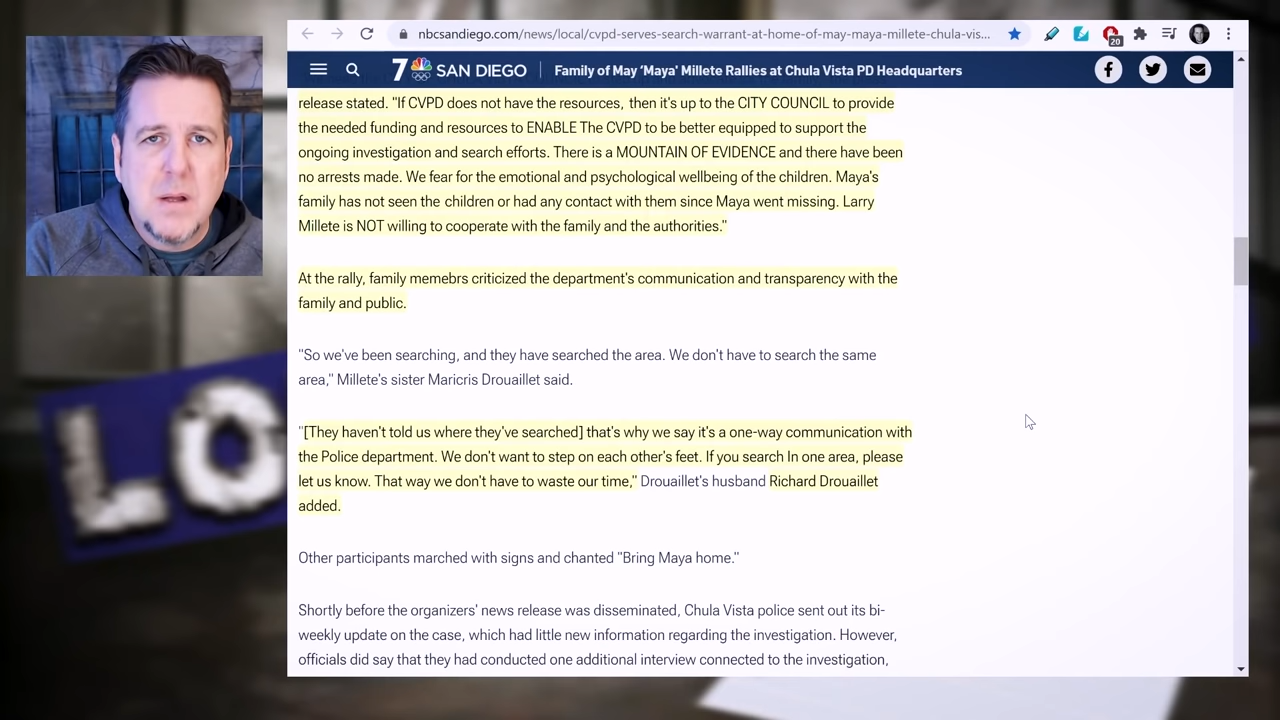 nbcsandiego.com/news/local/cvpd-serves-search-warrant-at-home-of-may-maya-millete-chula-vis...
20
7 SAN DIEGO
Family of May ‘Maya’ Millete Rallies at Chula Vista PD Headquarters
release stated. "If CVPD does not have the resources, then it's up to the CITY COUNCIL to provide
the needed funding and resources to ENABLE The CVPD to be better equipped to support the
ongoing investigation and search efforts. There is a MOUNTAIN OF EVIDENCE and there have been
no arrests made. We fear for the emotional and psychological wellbeing of the children. Maya's
family has not seen the children or had any contact with them since Maya went missing. Larry
Millete is NOT willing to cooperate with the family and the authorities."
At the rally, family memebrs criticized the department's communication and transparency with the
family and public.
"So we've been searching, and they have searched the area. We don't have to search the same
area," Millete's sister Maricris Drouaillet said.
"[They haven't told us where they've searched] that's why we say it's a one-way communication with
the Police department. We don't want to step on each other's feet. If you search In one area, please
let us know. That way we don't have to waste our time," Drouaillet's husband Richard Drouaillet
added.
Other participants marched with signs and chanted "Bring Maya home."
Shortly before the organizers' news release was disseminated, Chula Vista police sent out its bi-
weekly update on the case, which had little new information regarding the investigation. However,
officials did say that they had conducted one additional interview connected to the investigation,
LO